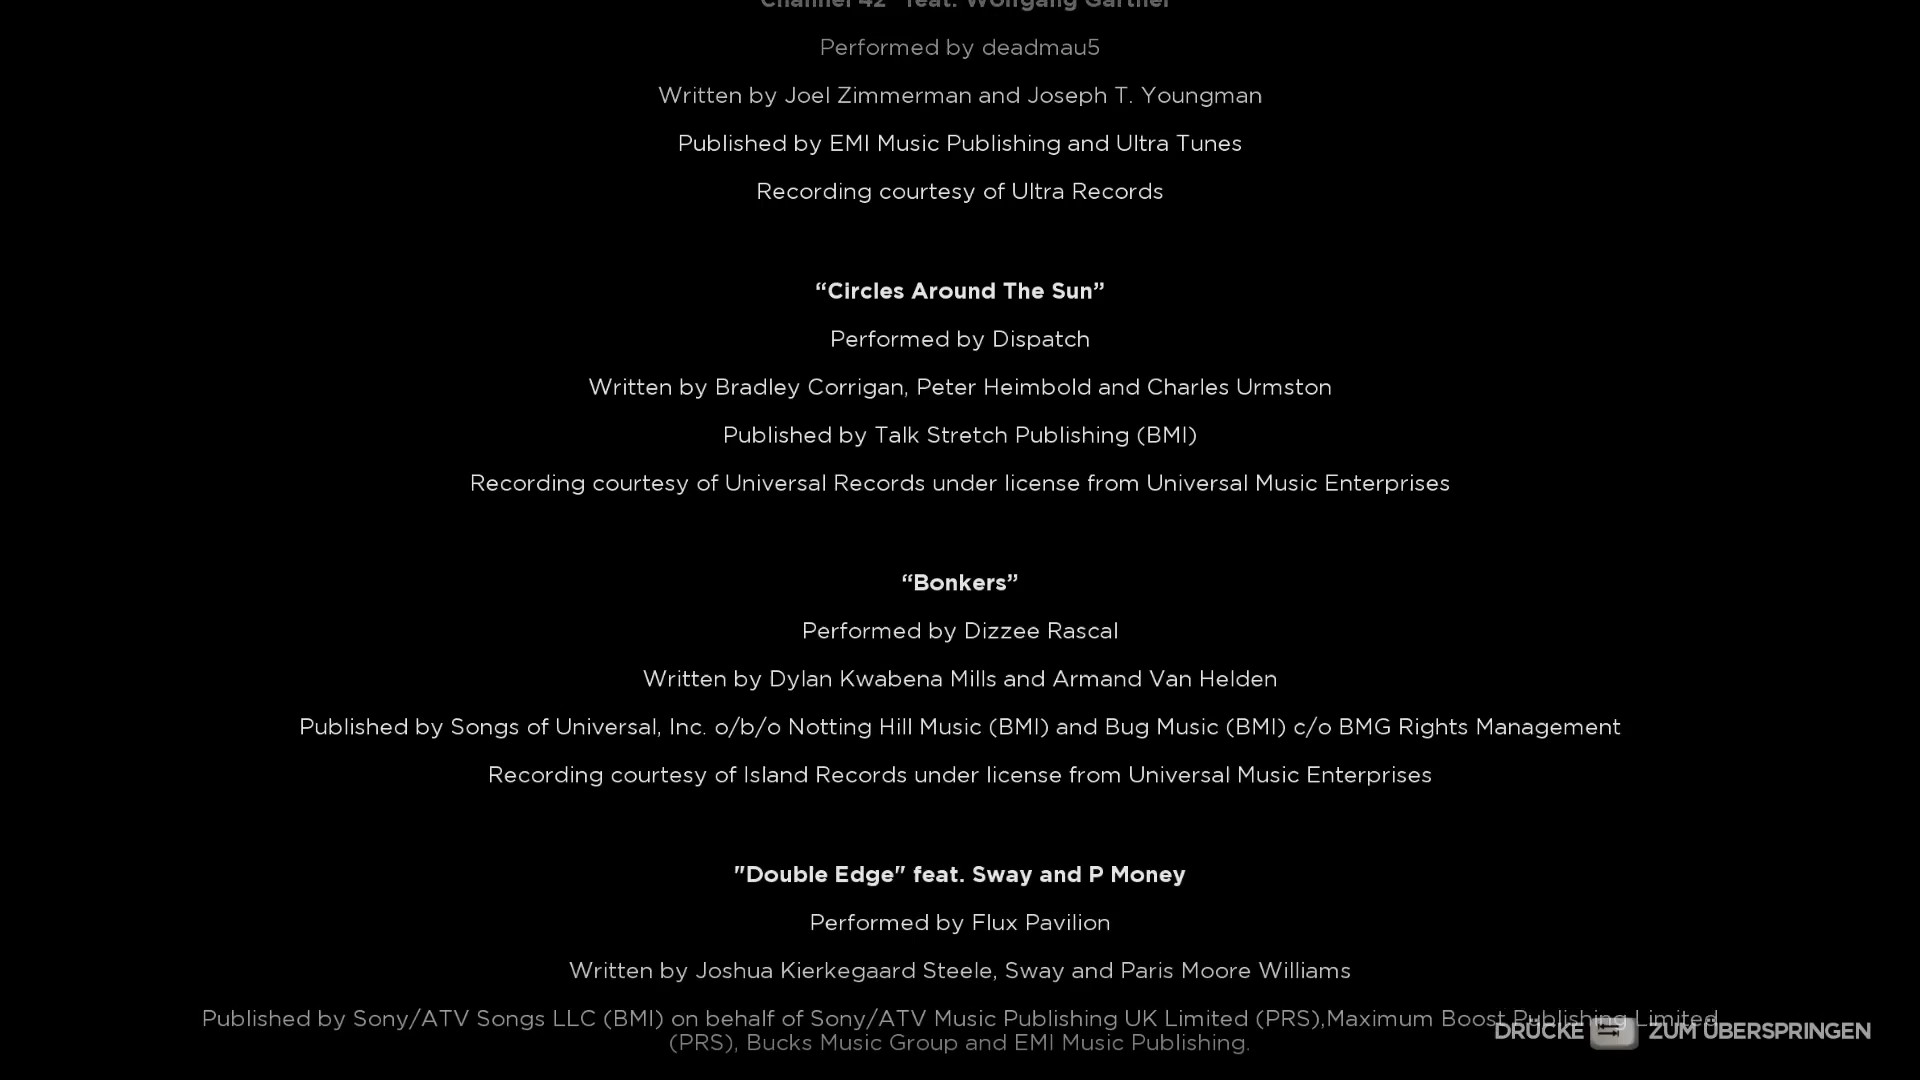 Channel 42" feat. Wolfgang Gartner
Performed by deadmau5
Written by Joel Zimmerman and Joseph T. Youngman
Published by EMI Music Publishing and Ultra Tunes
Recording courtesy of Ultra Records
“Circles Around The Sun”
Performed by Dispatch
Written by Bradley Corrigan, Peter Heimbold and Charles Urmston
Published by Talk Stretch Publishing (BMI)
Recording courtesy of Universal Records under license from Universal Music Enterprises
“Bonkers”
Performed by Dizzee Rascal
Written by Dylan Kwabena Mills and Armand Van Helden
Published by Songs of Universal, Inc. o/b/o Notting Hill Music (BMI) and Bug Music (BMI) c/o BMG Rights Management
Recording courtesy of Island Records under license from Universal Music Enterprises
"Double Edge" feat. Sway and P Money
Performed by Flux Pavilion
Written by Joshua Kierkegaard Steele, Sway and Paris Moore Williams
Published by Sony/ATV Songs LLC (BMI) on behalf of Sony/ATV Music Publishing UK Limited (PRS),Maximum Boost Publishing Limited
(PRS), Bucks Music Group and EMI Music Publishing.
DRÜCKE ZUM ÜBERSPRINGEN